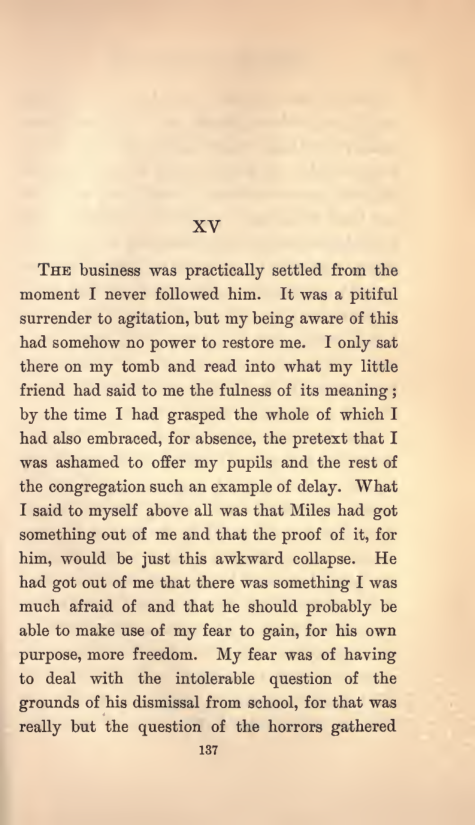 XV
THE business was practically settled from the
moment I never followed him. It was a pitiful
surrender to agitation, but my being aware of this
had somehow no power to restore me. I only sat
there on my tomb and read into what my little
friend had said to me the fulness of its meaning;
by the time I had grasped the whole of which I
had also embraced, for absence, the pretext that I
was ashamed to offer my pupils and the rest of
the congregation such an example of delay. What
I said to myself above all was that Miles had got
something out of me and that the proof of it, for
him, would be just this awkward collapse. He
had got out of me that there was something I was
much afraid of and that he should probably be
able to make use of my fear to gain, for his own
purpose, more freedom. My fear was of having
to deal with the intolerable question of the
grounds of his dismissal from school, for that was
really but the question of the horrors gathered
137